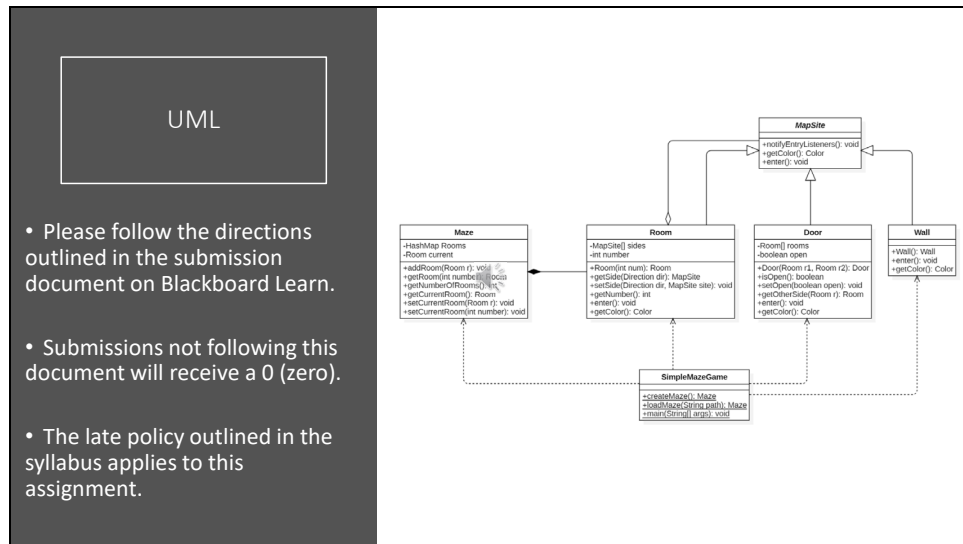 UML
• Please follow the directions
outlined in the submission
document on Blackboard Learn.
• Submissions not following this
document will receive a 0 (zero).
• The late policy outlined in the
syllabus applies to this
assignment.
MapSite
+notifyEntryListeners(): void
+getColor(): Color
+enter(): void
Maze
-HashMap Rooms
-Room current
+addRoom(Room r): void
+getRoom(int number): Room
+getNumberOfRooms(): int
+getCurrentRoom(): Room
+setCurrentRoom(Room r): void
+setCurrentRoom(int number): void
Room
-MapSite[] sides
-int number
+Room(int num): Room
+getSide(Direction dir): MapSite
+setSide(Direction dir, MapSite site): void
+getNumber(): int
+enter(): void
+getColor(): Color
Door
-Room[] rooms
-boolean open
+Door(Room r1, Room r2): Door
+isOpen(): boolean
+setOpen(boolean open): void
+getOtherSide(Room r): Room
+enter(): void
+getColor(): Color
Wall
+Wall(): Wall
+enter(): void
+getColor(): Color
SimpleMazeGame
+createMaze(): Maze
+loadMaze(String path): Maze
+main(String[] args): void